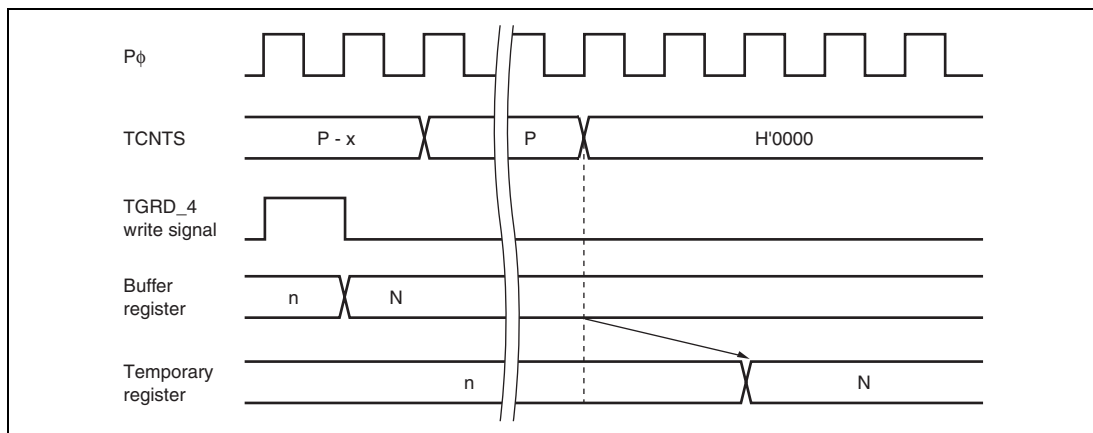 Pϕ
TCNTS
P - x
P
H'0000
TGRD_4
write signal
Buffer
register
n
N
Temporary
register
n
N